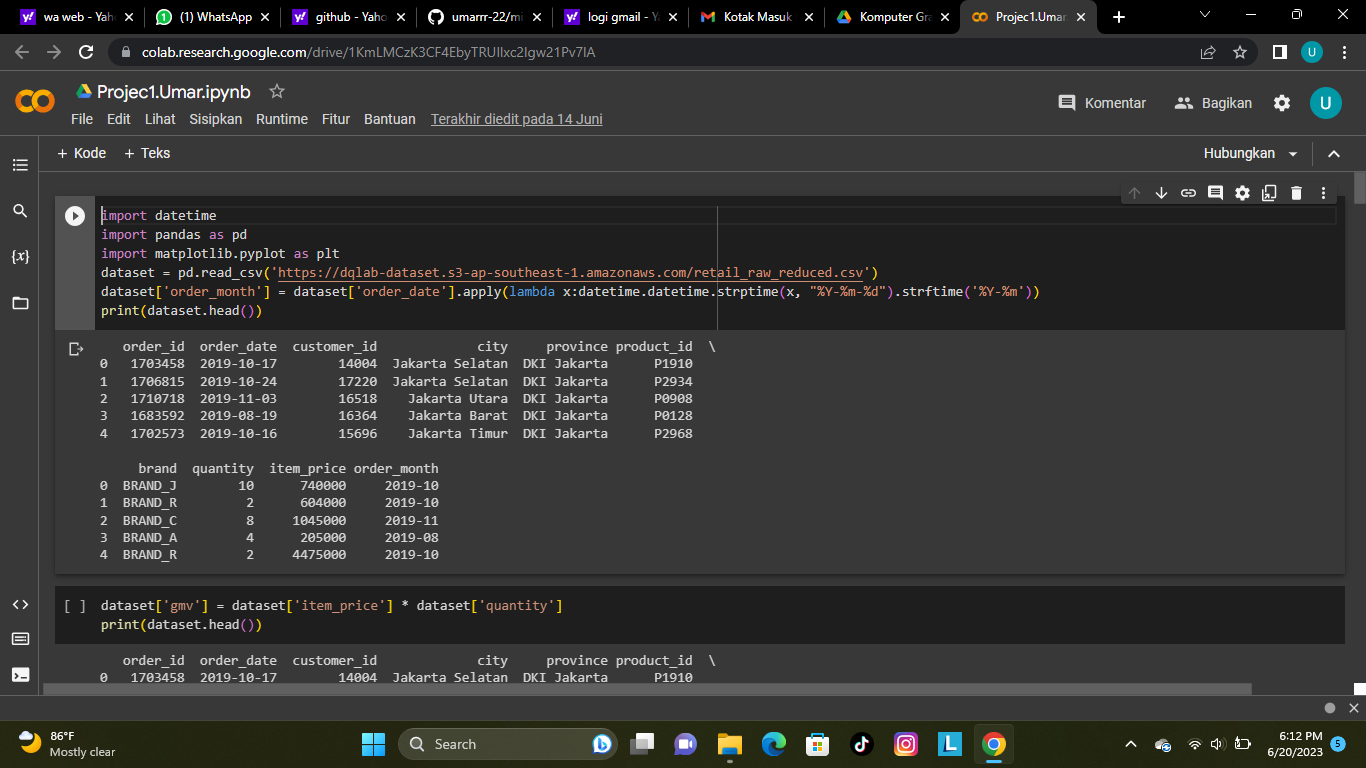 wa web - Yah
(1) WhatsApp
github - Yaho
umarrr-22/mi
logi gmail - Y
Kotak Masuk
Komputer Gra
Projec1.Umar.
colab.research.google.com/drive/
U
Projec1.Umar.ipynb
Komentar
Bagikan
U
File Edit Lihat Sisipkan Runtime Fitur Bantuan Terakhir diedit pada 14 Juni
+ Kode + Teks
Hubungkan
import datetime
import pandas as pd
import matplotlib.pyplot as plt
dataset = pd.read_csv('https://dqlab-dataset.s3-ap-southeast-1.amazonaws.com/retail_raw_reduced.csv')
dataset['order_month'] = dataset['order_date'].apply(lambda x:datetime.datetime.strptime(x, "%Y-%m-%d").strftime('%Y-%m'))
print(dataset.head())
order_id order_date customer_id city province product_id \
0 1703458 2019-10-17 14004 Jakarta Selatan DKI Jakarta P1910
1 1706815 2019-10-24 17220 Jakarta Selatan DKI Jakarta P2934
2 1710718 2019-11-03 16518 Jakarta Utara DKI Jakarta P0908
3 1683592 2019-08-19 16364 Jakarta Barat DKI Jakarta P0128
4 1702573 2019-10-16 15696 Jakarta Timur DKI Jakarta P2968
brand quantity item_price order_month
0 BRAND_J 10 740000 2019-10
1 BRAND_R 2 604000 2019-10
2 BRAND_C 8 1045000 2019-11
3 BRAND_A 4 205000 2019-08
4 BRAND_R 2 4475000 2019-10
[ ] dataset['gmv'] = dataset['item_price'] * dataset['quantity']
print(dataset.head())
order_id order_date customer_id city province product_id \
0 1703458 2019-10-17 14004 Jakarta Selatan DKI Jakarta P1910
86°F
Mostly clear
Search
6:12 PM
6/20/2023
5